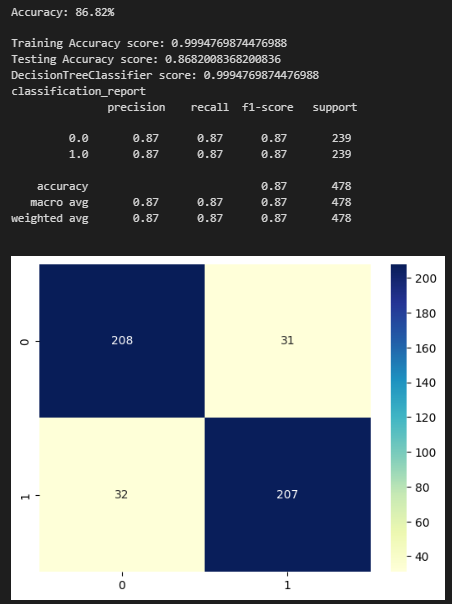 Accuracy: 86.82%
Training Accuracy score: 0.9994769874476988
Testing Accuracy score: 0.8682008368200836
DecisionTreeClassifier score: 0.9994769874476988
classification_report
precision recall f1-score support
0.0 0.87 0.87 0.87 239
1.0 0.87 0.87 0.87 239
accuracy 0.87 478
macro avg 0.87 0.87 0.87 478
weighted avg 0.87 0.87 0.87 478
200
180
0 208 31
160
140
120
100
80
1 32 207
60
40
0 1